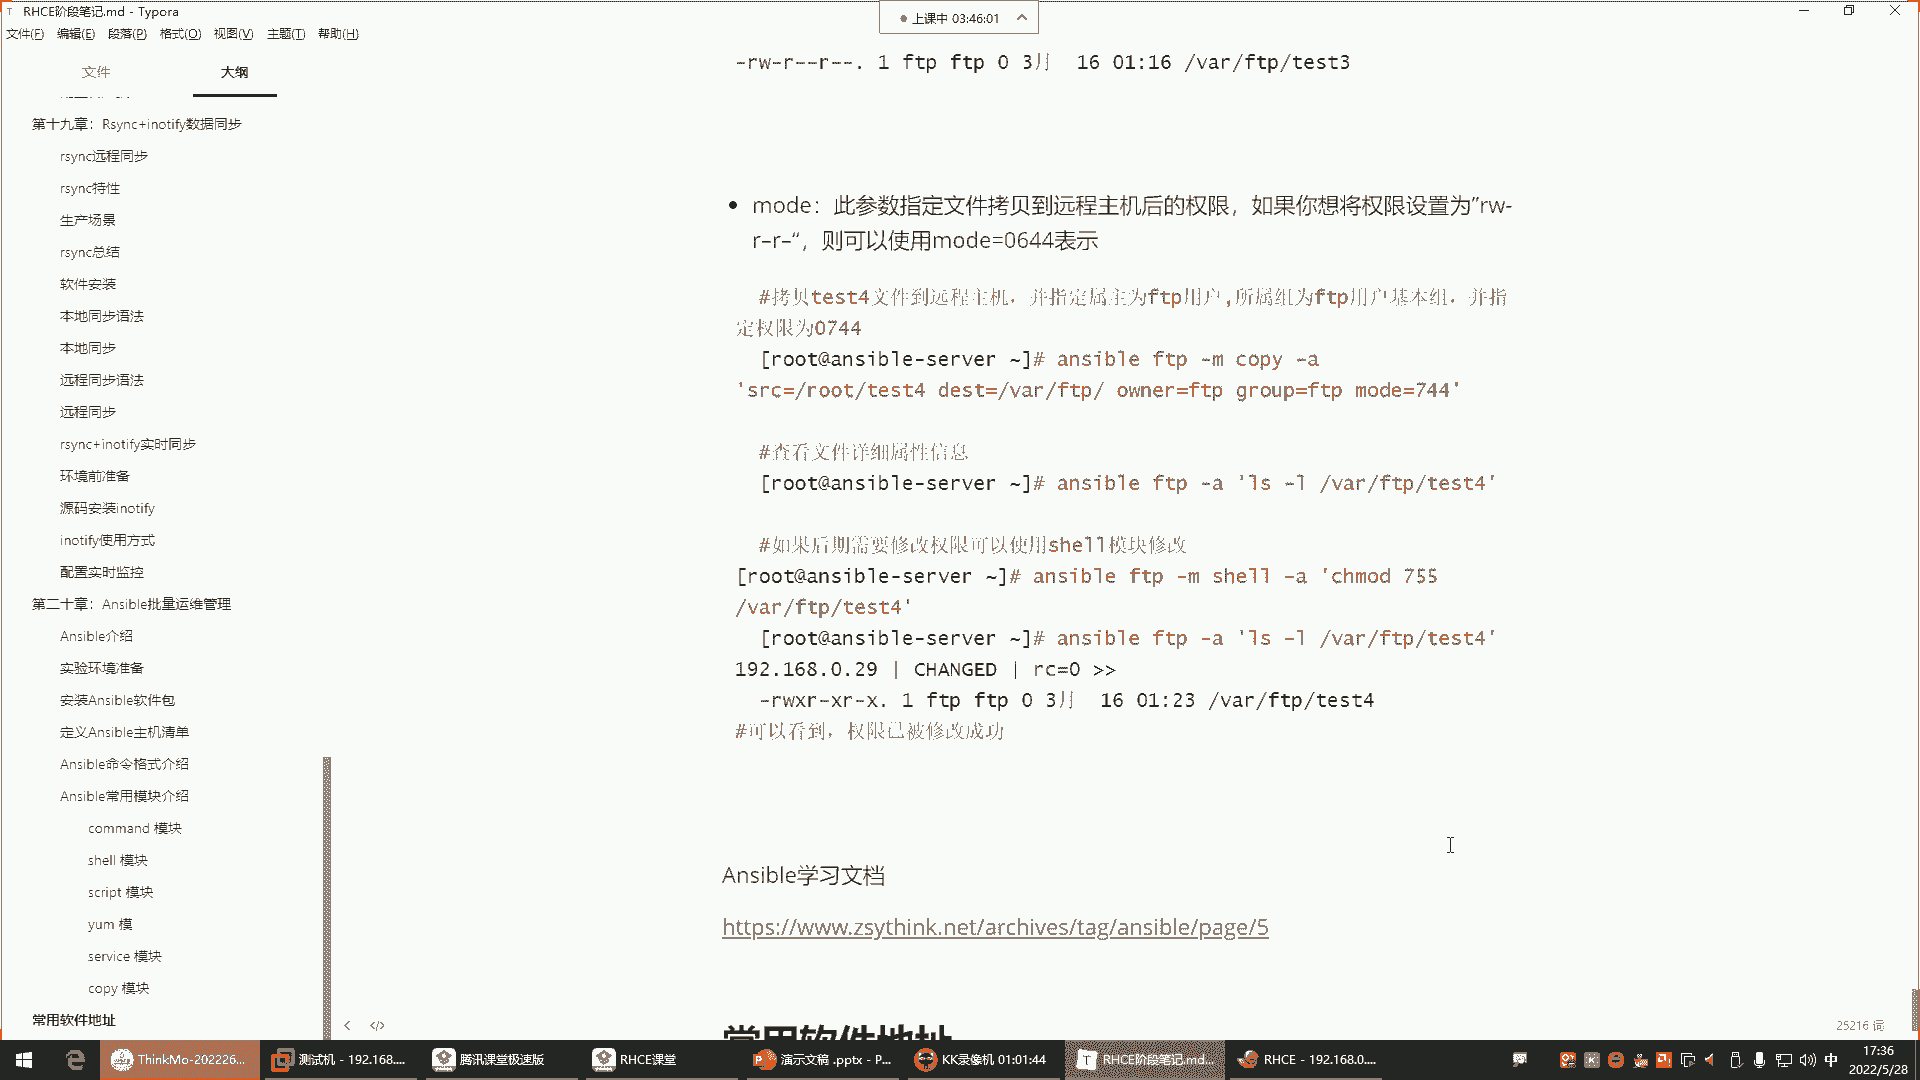 RHCE阶段笔记.md - Typora
上课中 03:46:01
文件(F) 编辑(E) 段落(P) 格式(O) 视图(V) 主题(T) 帮助(H)
文件 大纲
第十九章：Rsync+inotify数据同步
rsync远程同步
rsync特性
生产场景
rsync总结
软件安装
本地同步语法
本地同步
远程同步语法
远程同步
rsync+inotify实时同步
环境前准备
源码安装inotify
inotify使用方式
配置实时监控
第二十章：Ansible批量运维管理
Ansible介绍
实验环境准备
安装Ansible软件包
定义Ansible主机清单
Ansible命令格式介绍
Ansible常用模块介绍
command 模块
shell 模块
script 模块
yum 模
service 模块
copy 模块
常用软件地址
-rw-r--r--. 1 ftp ftp 0 3月  16 01:16 /var/ftp/test3
mode：此参数指定文件拷贝到远程主机后的权限，如果你想将权限设置为”rw-
r–r–“，则可以使用mode=0644表示
#拷贝test4文件到远程主机，并指定属主为ftp用户,所属组为ftp用户基本组，并指
定权限为0744
[root@ansible-server ~]# ansible ftp -m copy -a
'src=/root/test4 dest=/var/ftp/ owner=ftp group=ftp mode=744'
#查看文件详细属性信息
[root@ansible-server ~]# ansible ftp -a 'ls -l /var/ftp/test4'
#如果后期需要修改权限可以使用shell模块修改
[root@ansible-server ~]# ansible ftp -m shell -a 'chmod 755
/var/ftp/test4'
[root@ansible-server ~]# ansible ftp -a 'ls -l /var/ftp/test4'
192.168.0.29 | CHANGED | rc=0 >>
-rwxr-xr-x. 1 ftp ftp 0 3月  16 01:23 /var/ftp/test4
#可以看到，权限已被修改成功
Ansible学习文档
https://www.zsythink.net/archives/tag/ansible/page/5
常用软件地址
25216 词
ThinkMo-202226... 测试机 - 192.168.... 腾讯课堂极速版 RHCE课堂 演示文稿 .pptx - P... KK录像机 01:01:44 RHCE阶段笔记.md... RHCE - 192.168.0.... 中 17:36
2022/5/28